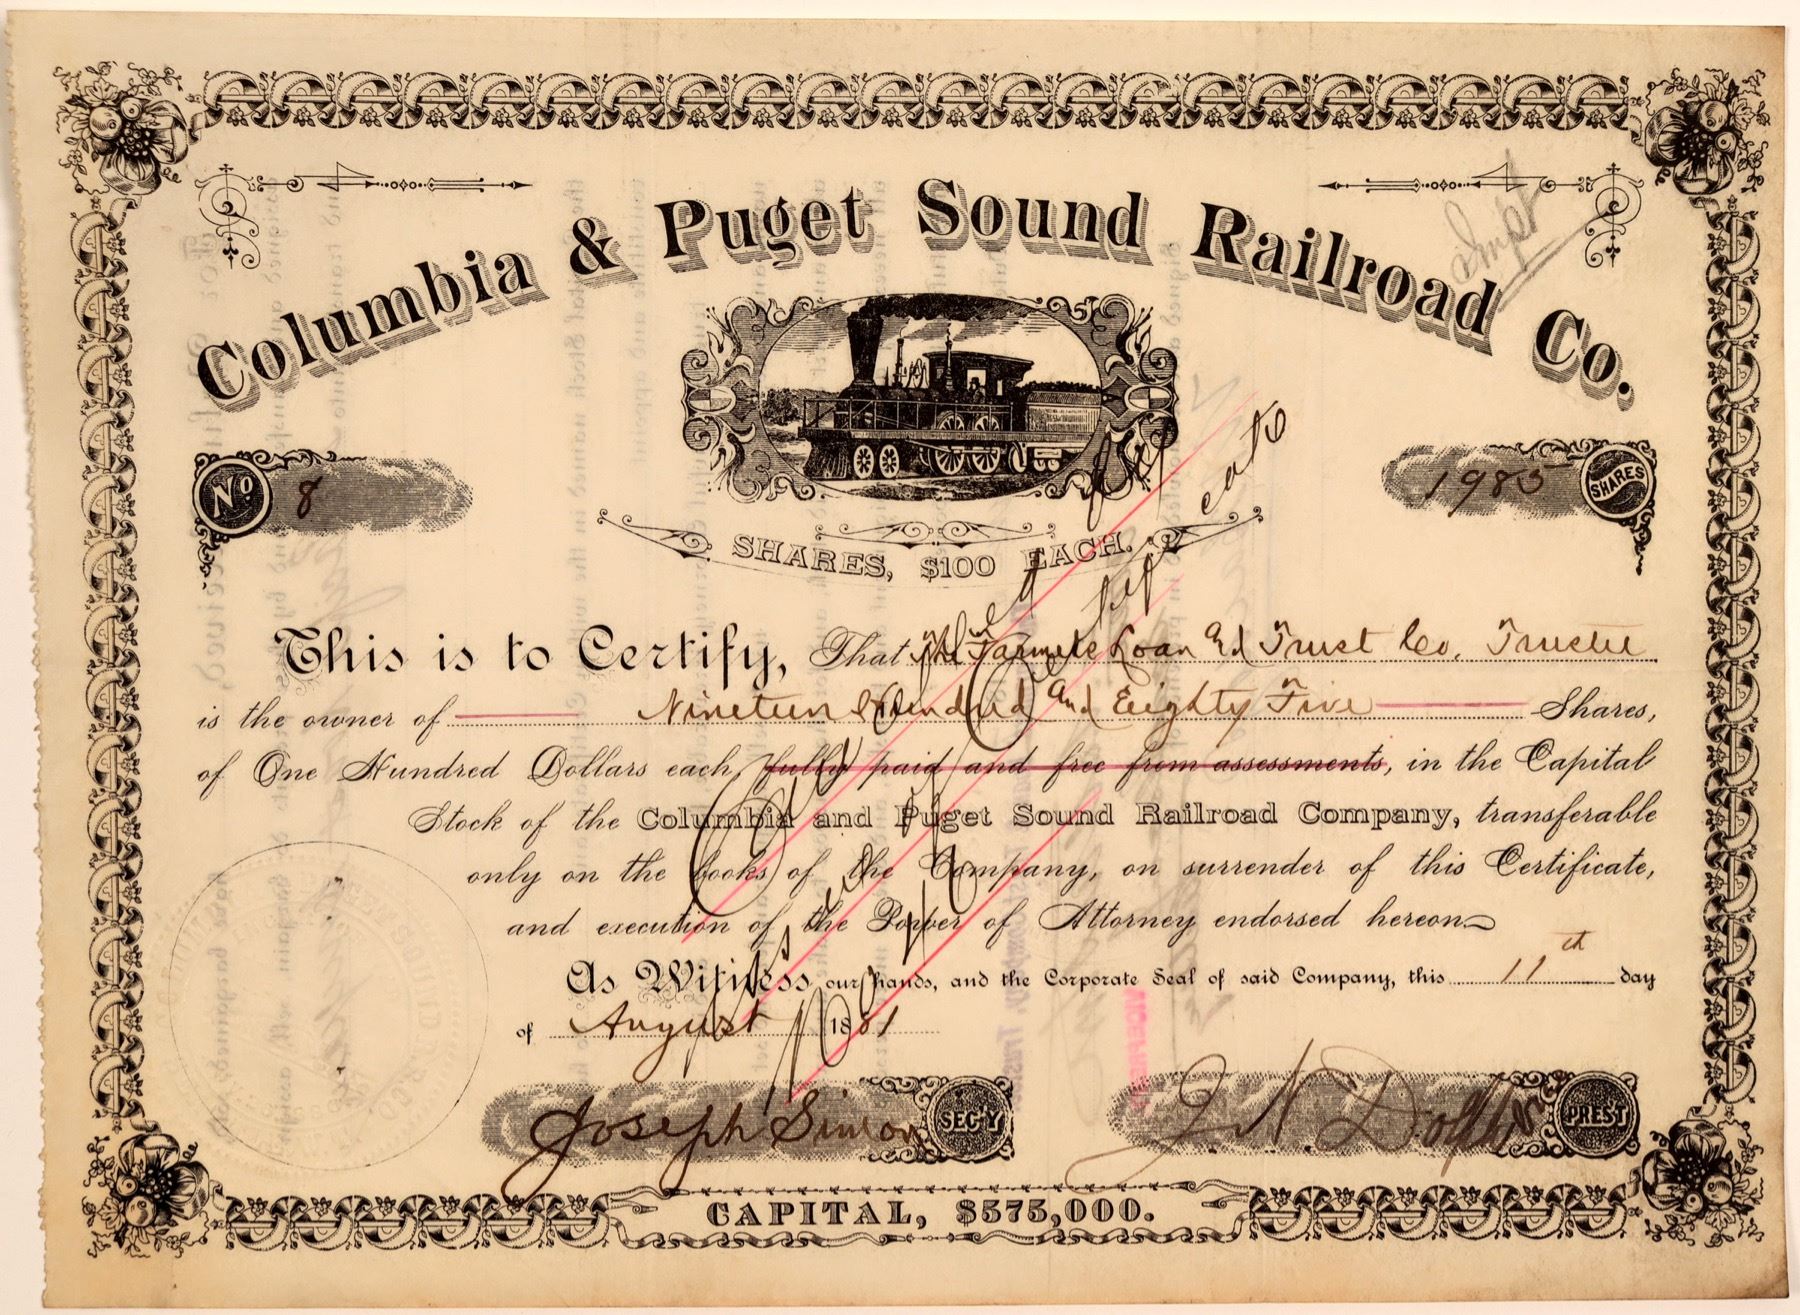 Columbia & Puget Sound Railroad Co.
No 8
1985 SHARES
SHARES, $100 EACH.
This is to Certify, That The Farmers Loan and Trust Co. Trustee
is the owner of Nineteen Hundred and Eighty Five Shares,
of One Hundred Dollars each, fully paid and free from assessments, in the Capital
Stock of the Columbia and Puget Sound Railroad Company, transferable
only on the books of the Company, on surrender of this Certificate,
and execution of the Power of Attorney endorsed hereon
As Witness our hands, and the Corporate Seal of said Company, this 11th day
of August 1881
Joseph Simon SEC'Y
J. N. Dolph PREST
CAPITAL, $575,000.